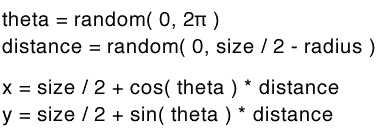 theta = random( 0, 2π )
distance = random( 0, size / 2 - radius )
x = size / 2 + cos( theta ) * distance
y = size / 2 + sin( theta ) * distance